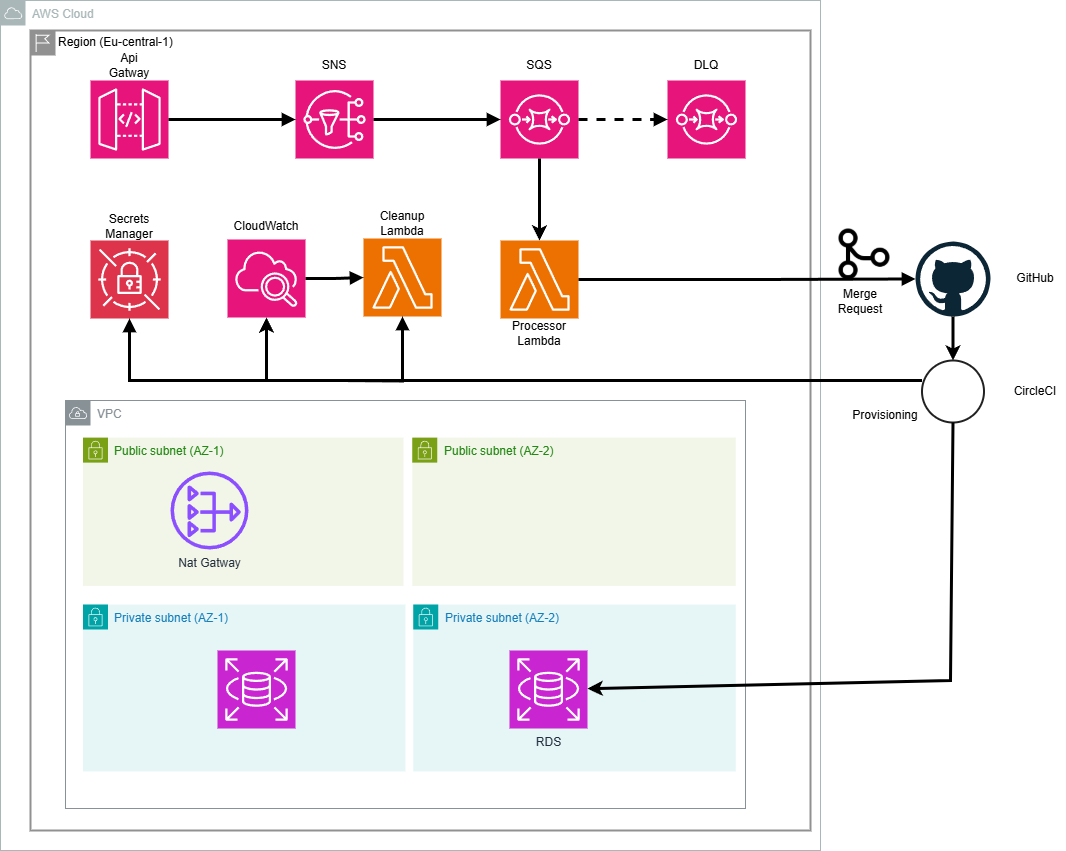 AWS Cloud
Region (Eu-central-1)
Api
Gatway
SNS
SQS
DLQ
Secrets
Manager
CloudWatch
Cleanup
Lambda
Processor
Lambda
Merge
Request
GitHub
CircleCI
Provisioning
VPC
Public subnet (AZ-1)
Public subnet (AZ-2)
Nat Gatway
Private subnet (AZ-1)
Private subnet (AZ-2)
RDS